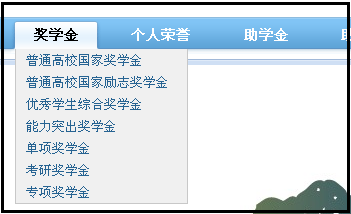 奖学金 个人荣誉 助学金
普通高校国家奖学金
普通高校国家励志奖学金
优秀学生综合奖学金
能力突出奖学金
单项奖学金
考研奖学金
专项奖学金